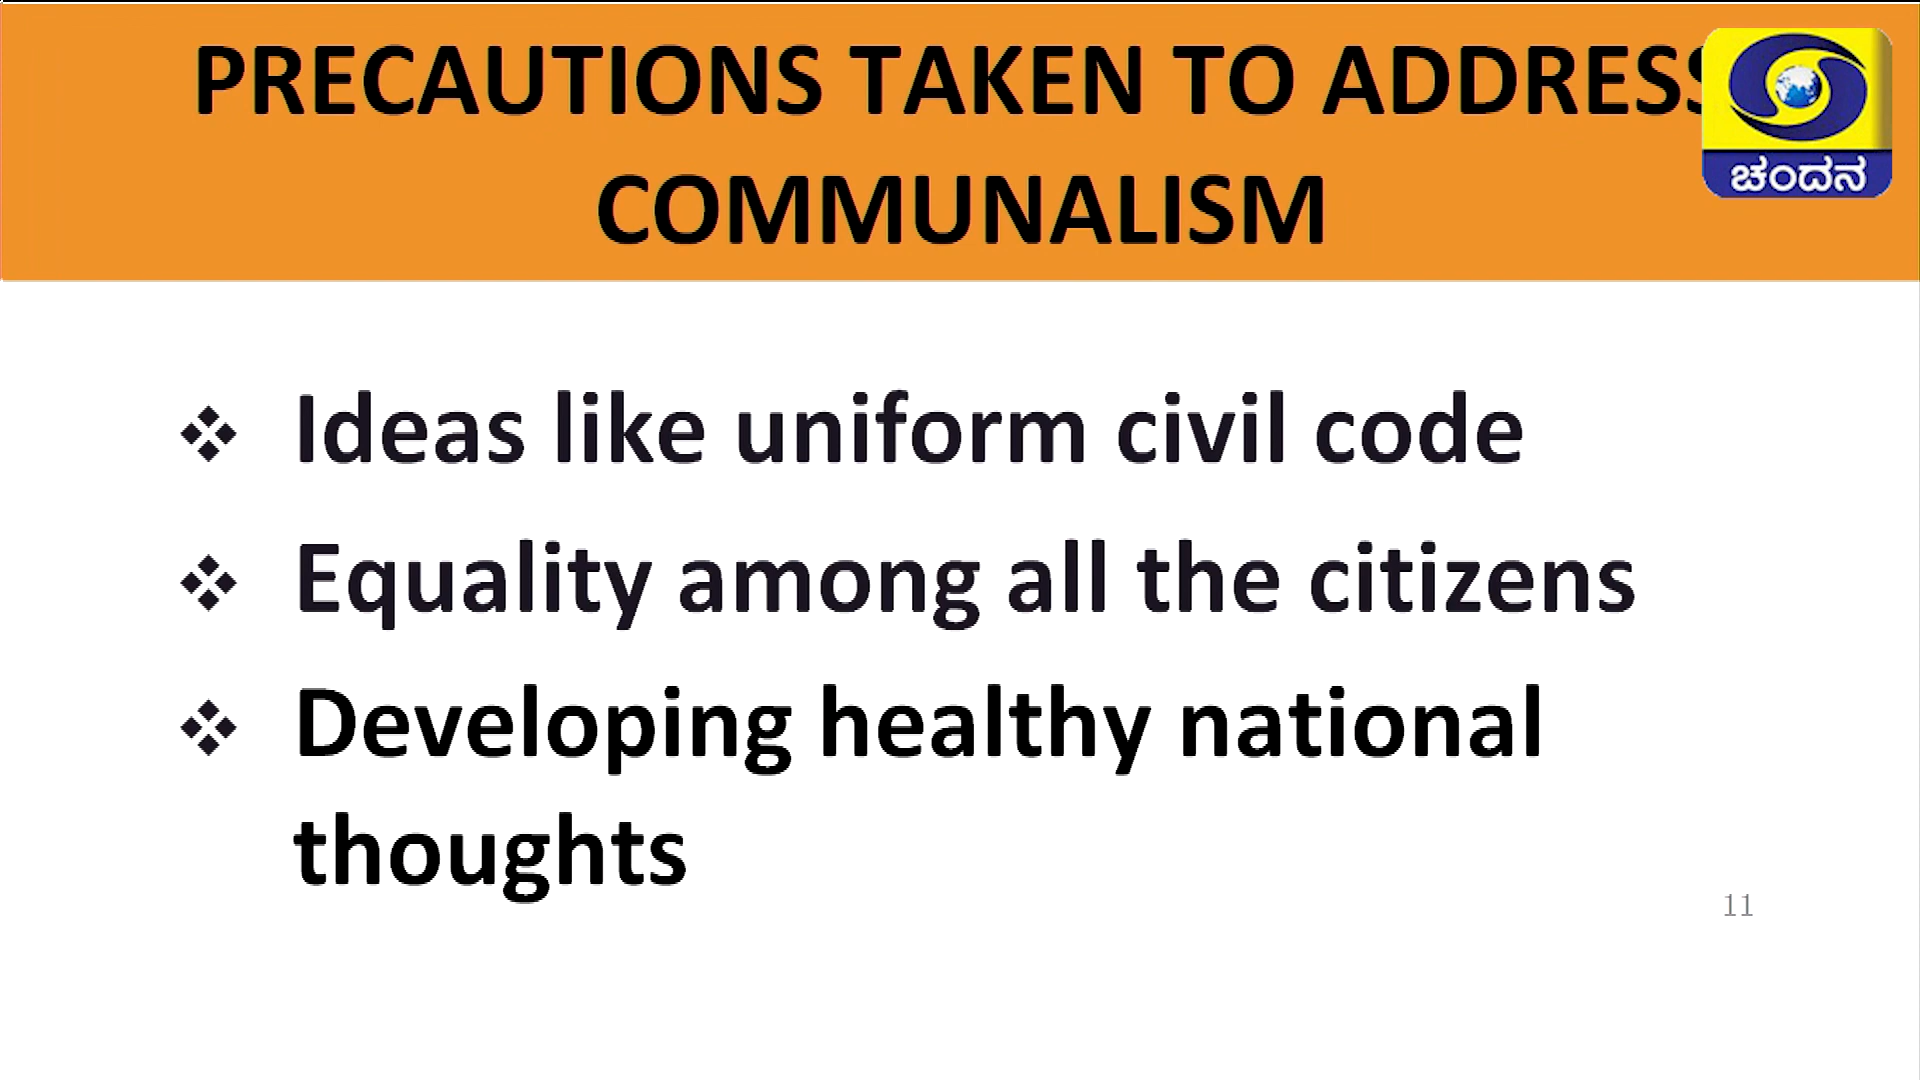 PRECAUTIONS TAKEN TO ADDRESS
COMMUNALISM
ಚಂದನ
❖ Ideas like uniform civil code
❖ Equality among all the citizens
❖ Developing healthy national
thoughts
11